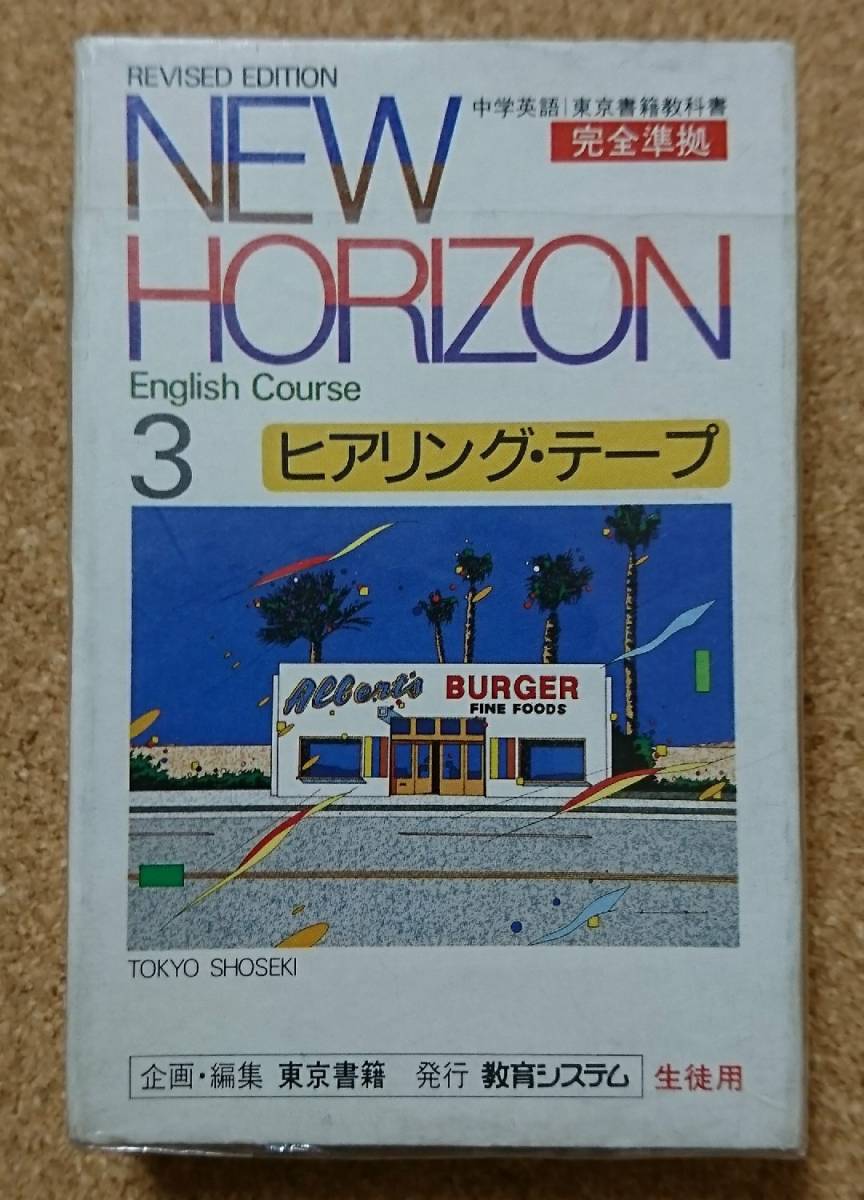 REVISED EDITION
NEW
中学英語|東京書籍教科書
完全準拠
HORIZON
English Course
3
ヒアリング・テープ
Albert's BURGER
FINE FOODS
TOKYO SHOSEKI
企画・編集 東京書籍 発行 教育システム 生徒用